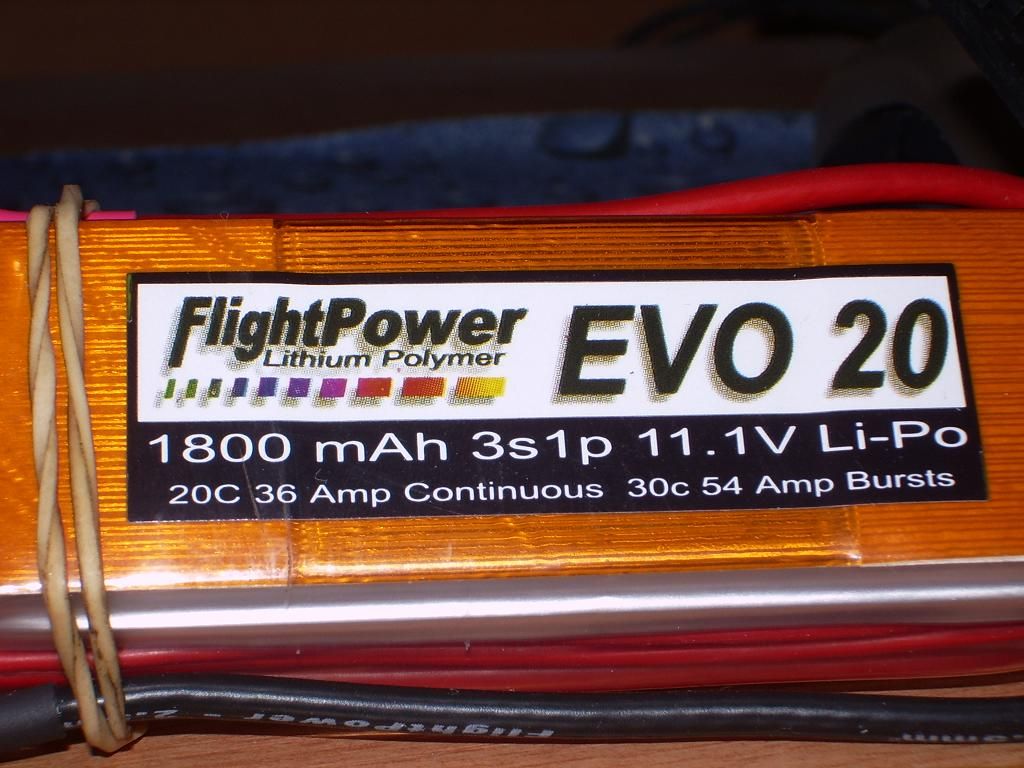 FlightPower
Lithium Polymer
EVO 20
1800 mAh 3s1p 11.1V Li-Po
20C 36 Amp Continuous 30c 54 Amp Bursts
FlightPower